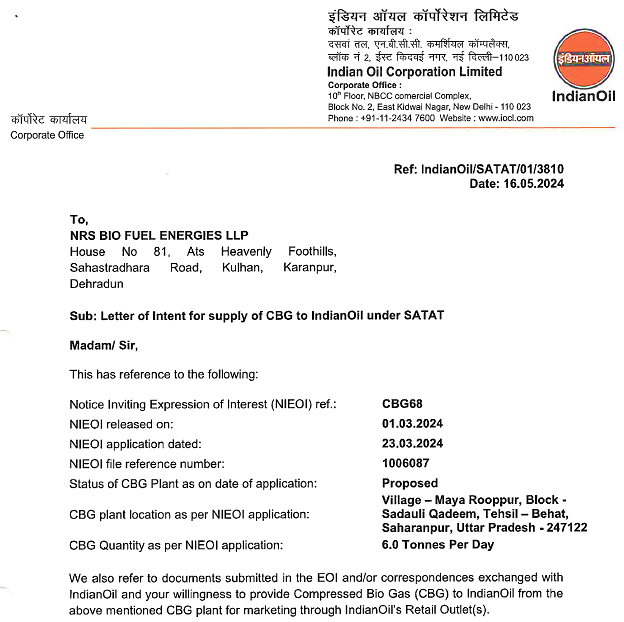 इंडियन ऑयल कॉर्पोरेशन लिमिटेड
कॉर्पोरेट कार्यालय :
दसवां तल, एन.बी.सी.सी. कमर्शियल कॉम्पलैक्स,
ब्लॉक नं 2, ईस्ट किदवई नगर, नई दिल्ली–110 023
Indian Oil Corporation Limited
Corporate Office :
10th Floor, NBCC comercial Complex,
Block No. 2, East Kidwai Nagar, New Delhi - 110 023
Phone : +91-11-2434 7600 Website : www.iocl.com
इंडियनऑयल
IndianOil
कॉर्पोरेट कार्यालय
Corporate Office
Ref: IndianOil/SATAT/01/3810
Date: 16.05.2024
To,
NRS BIO FUEL ENERGIES LLP
House No 81, Ats Heavenly Foothills,
Sahastradhara Road, Kulhan, Karanpur,
Dehradun
Sub: Letter of Intent for supply of CBG to IndianOil under SATAT
Madam/ Sir,
This has reference to the following:
Notice Inviting Expression of Interest (NIEOI) ref.: CBG68
NIEOI released on: 01.03.2024
NIEOI application dated: 23.03.2024
NIEOI file reference number: 1006087
Status of CBG Plant as on date of application: Proposed
CBG plant location as per NIEOI application: Village – Maya Rooppur, Block -
Sadauli Qadeem, Tehsil – Behat,
Saharanpur, Uttar Pradesh - 247122
CBG Quantity as per NIEOI application: 6.0 Tonnes Per Day
We also refer to documents submitted in the EOI and/or correspondences exchanged with
IndianOil and your willingness to provide Compressed Bio Gas (CBG) to IndianOil from the
above mentioned CBG plant for marketing through IndianOil's Retail Outlet(s).